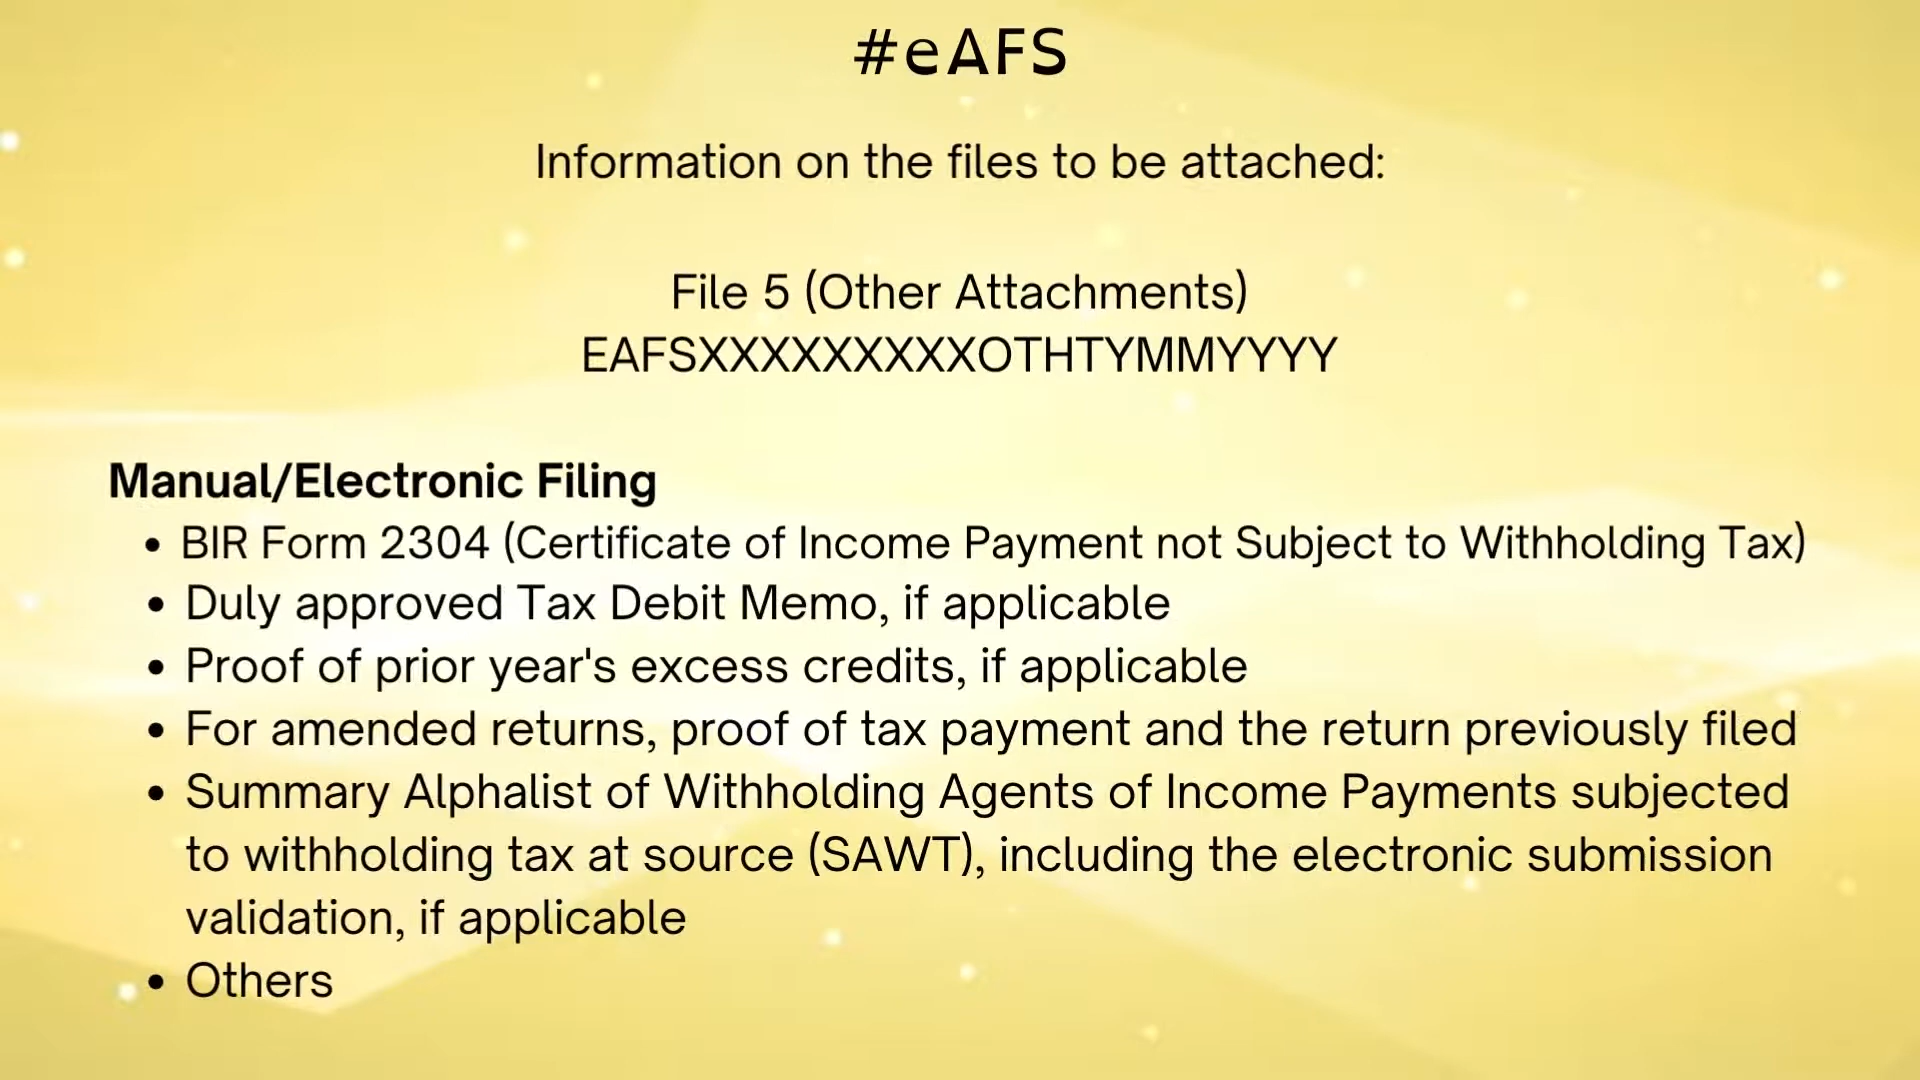 #eAFS
Information on the files to be attached:
File 5 (Other Attachments)
EAFSXXXXXXXXXOTHTYMMYYYY
Manual/Electronic Filing
• BIR Form 2304 (Certificate of Income Payment not Subject to Withholding Tax)
• Duly approved Tax Debit Memo, if applicable
• Proof of prior year's excess credits, if applicable
• For amended returns, proof of tax payment and the return previously filed
• Summary Alphalist of Withholding Agents of Income Payments subjected
to withholding tax at source (SAWT), including the electronic submission
validation, if applicable
• Others